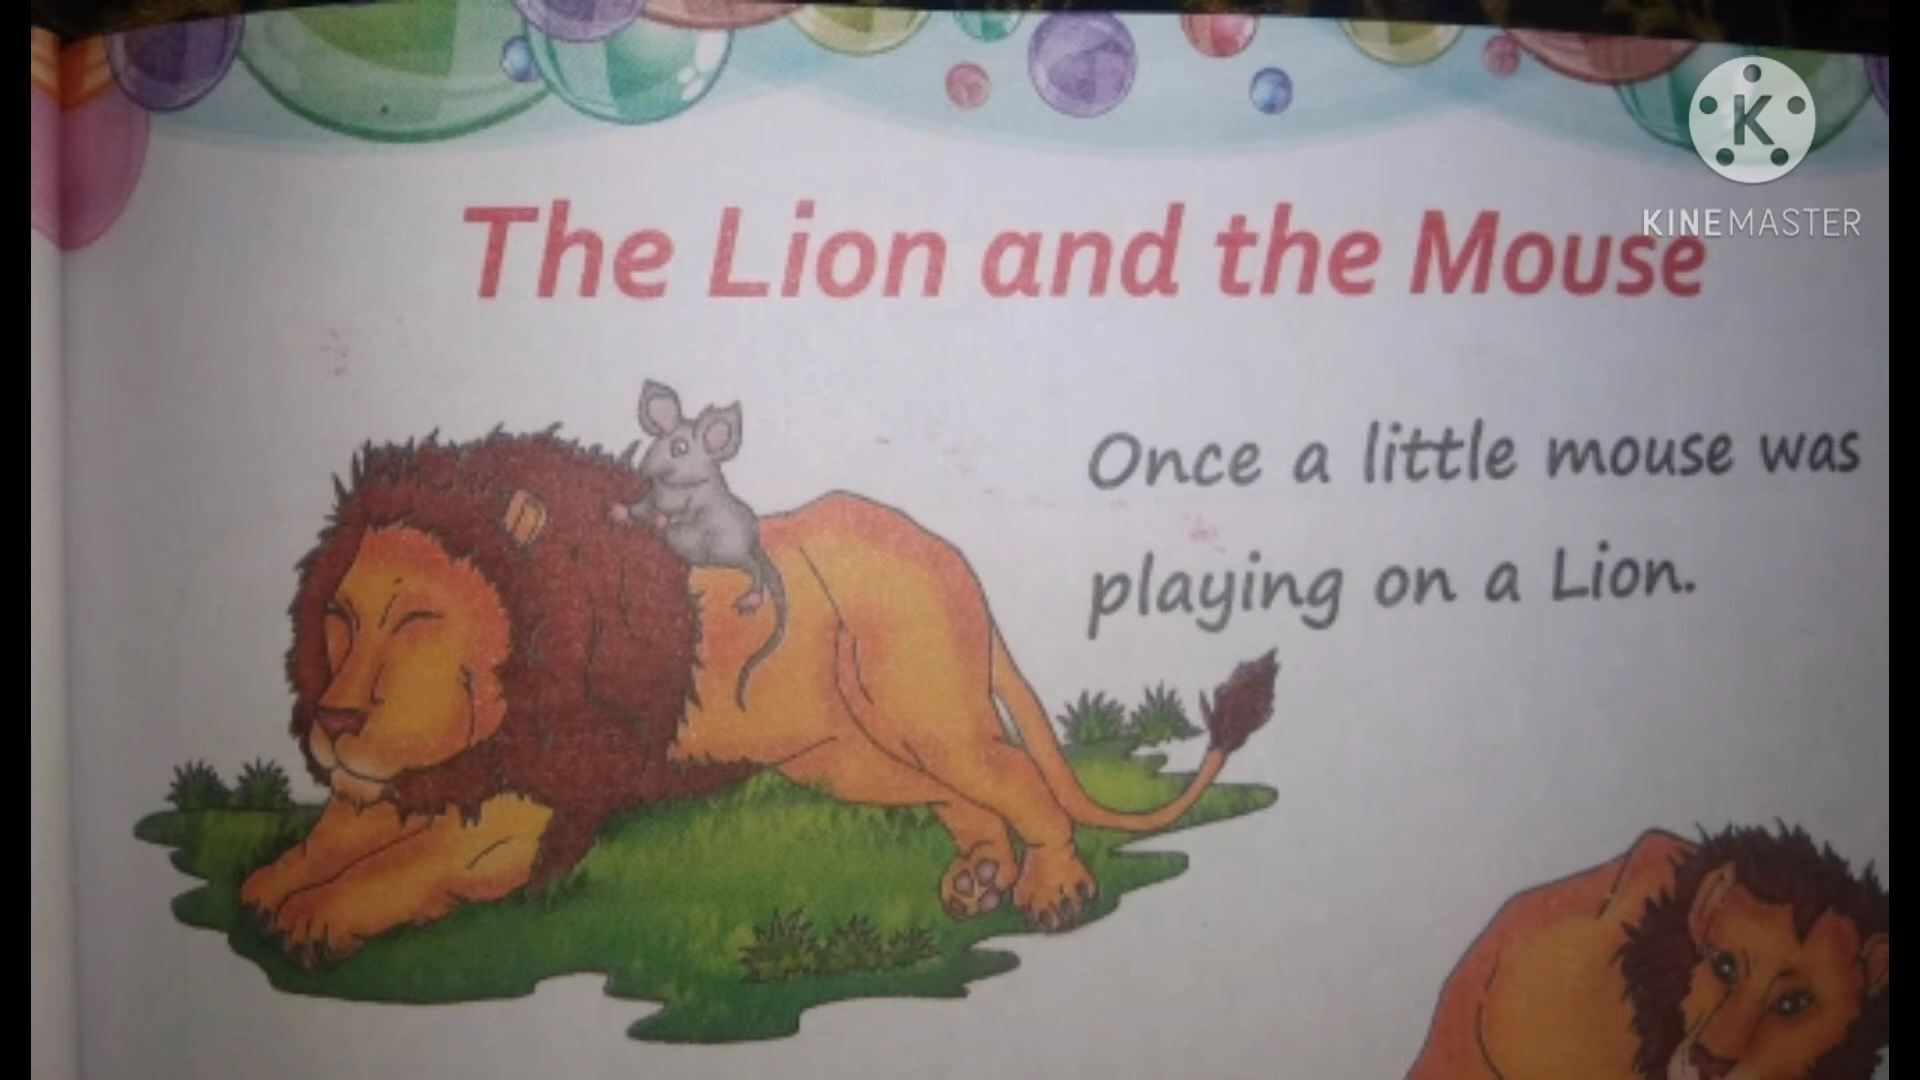 The Lion and the Mouse
Once a little mouse was
playing on a Lion.
K
KINEMASTER